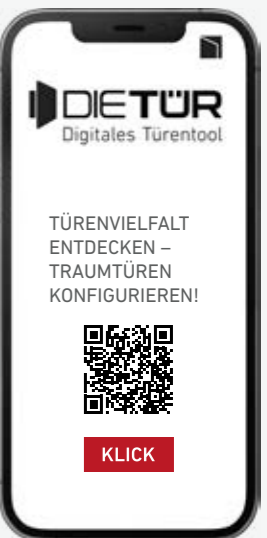 DIETÜR
Digitales Türentool
TÜRENVIELFALT
ENTDECKEN –
TRAUMTÜREN
KONFIGURIEREN!
KLICK